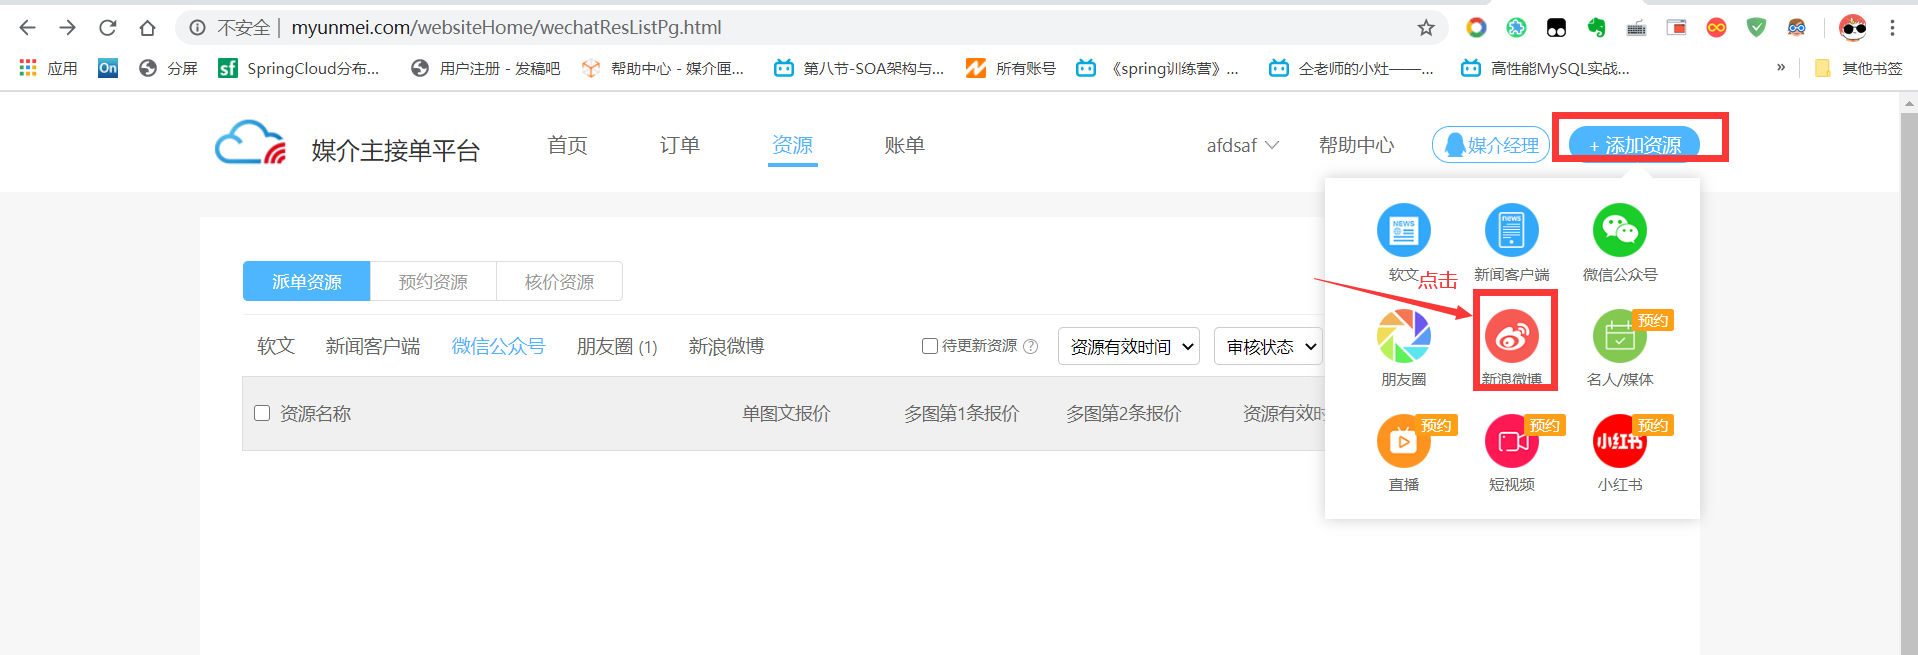 不安全 | myunmei.com/websiteHome/wechatResListPg.html
应用 On 分屏 sf SpringCloud分布... 用户注册 - 发稿吧 帮助中心 - 媒介匣... 第八节-SOA架构与... 所有账号 《spring训练营》... 仝老师的小灶——... 高性能MySQL实战... » 其他书签
媒介主接单平台 首页 订单 资源 账单 afdsaf 帮助中心 媒介经理 + 添加资源
NEWS news
软文 新闻客户端 微信公众号
点击
派单资源 预约资源 核价资源
软文 新闻客户端 微信公众号 朋友圈 (1) 新浪微博 待更新资源 ? 资源有效时间 审核状态
预约
朋友圈 新浪微博 名人/媒体
资源名称 单图文报价 多图第1条报价 多图第2条报价 资源有效时
预约 预约 小红书 预约
直播 短视频 小红书